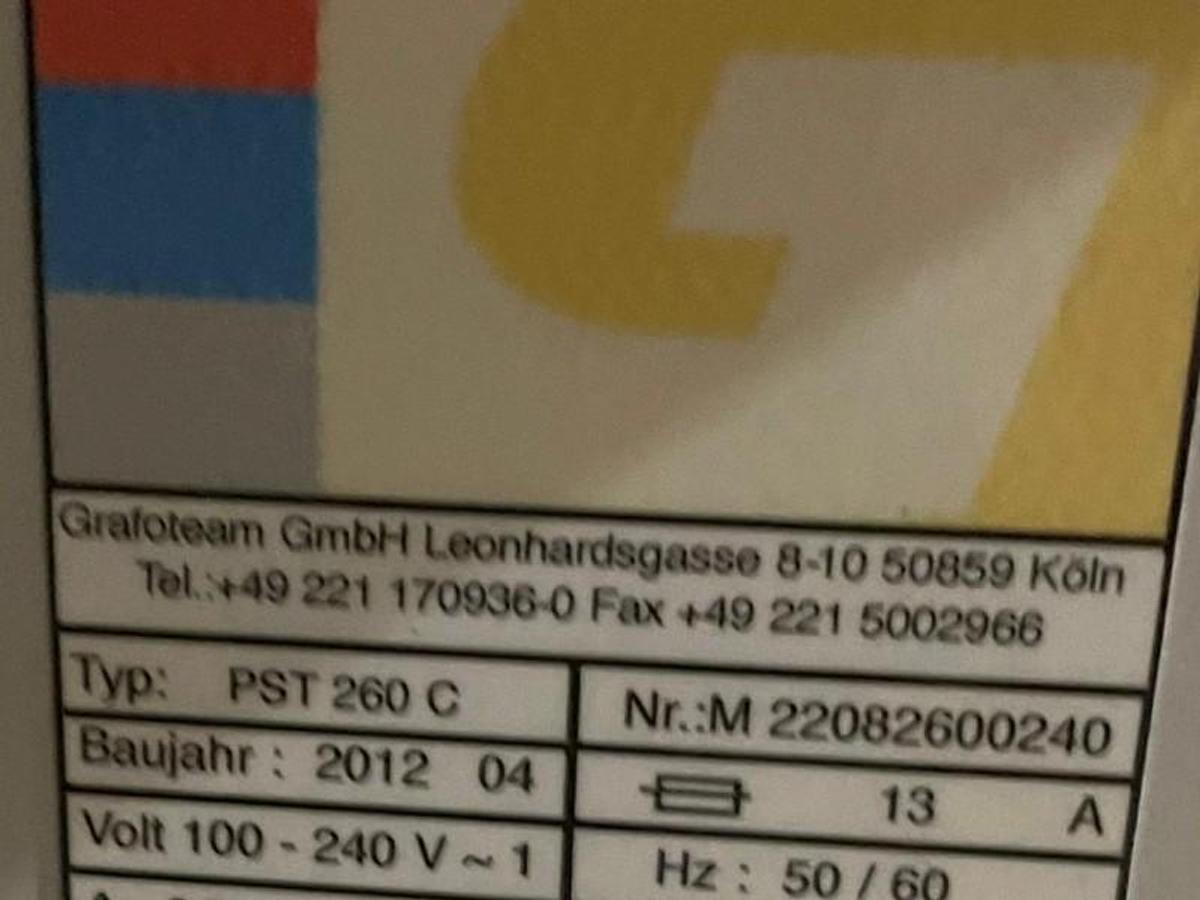 Grafoteam GmbH Leonhardsgasse 8-10 50859 Köln
Tel.:+49 221 170936-0 Fax +49 221 5002966
Typ: PST 260 C
Nr.:M 22082600240
Baujahr : 2012 04
13 A
Volt 100 - 240 V ~ 1
Hz : 50 / 60